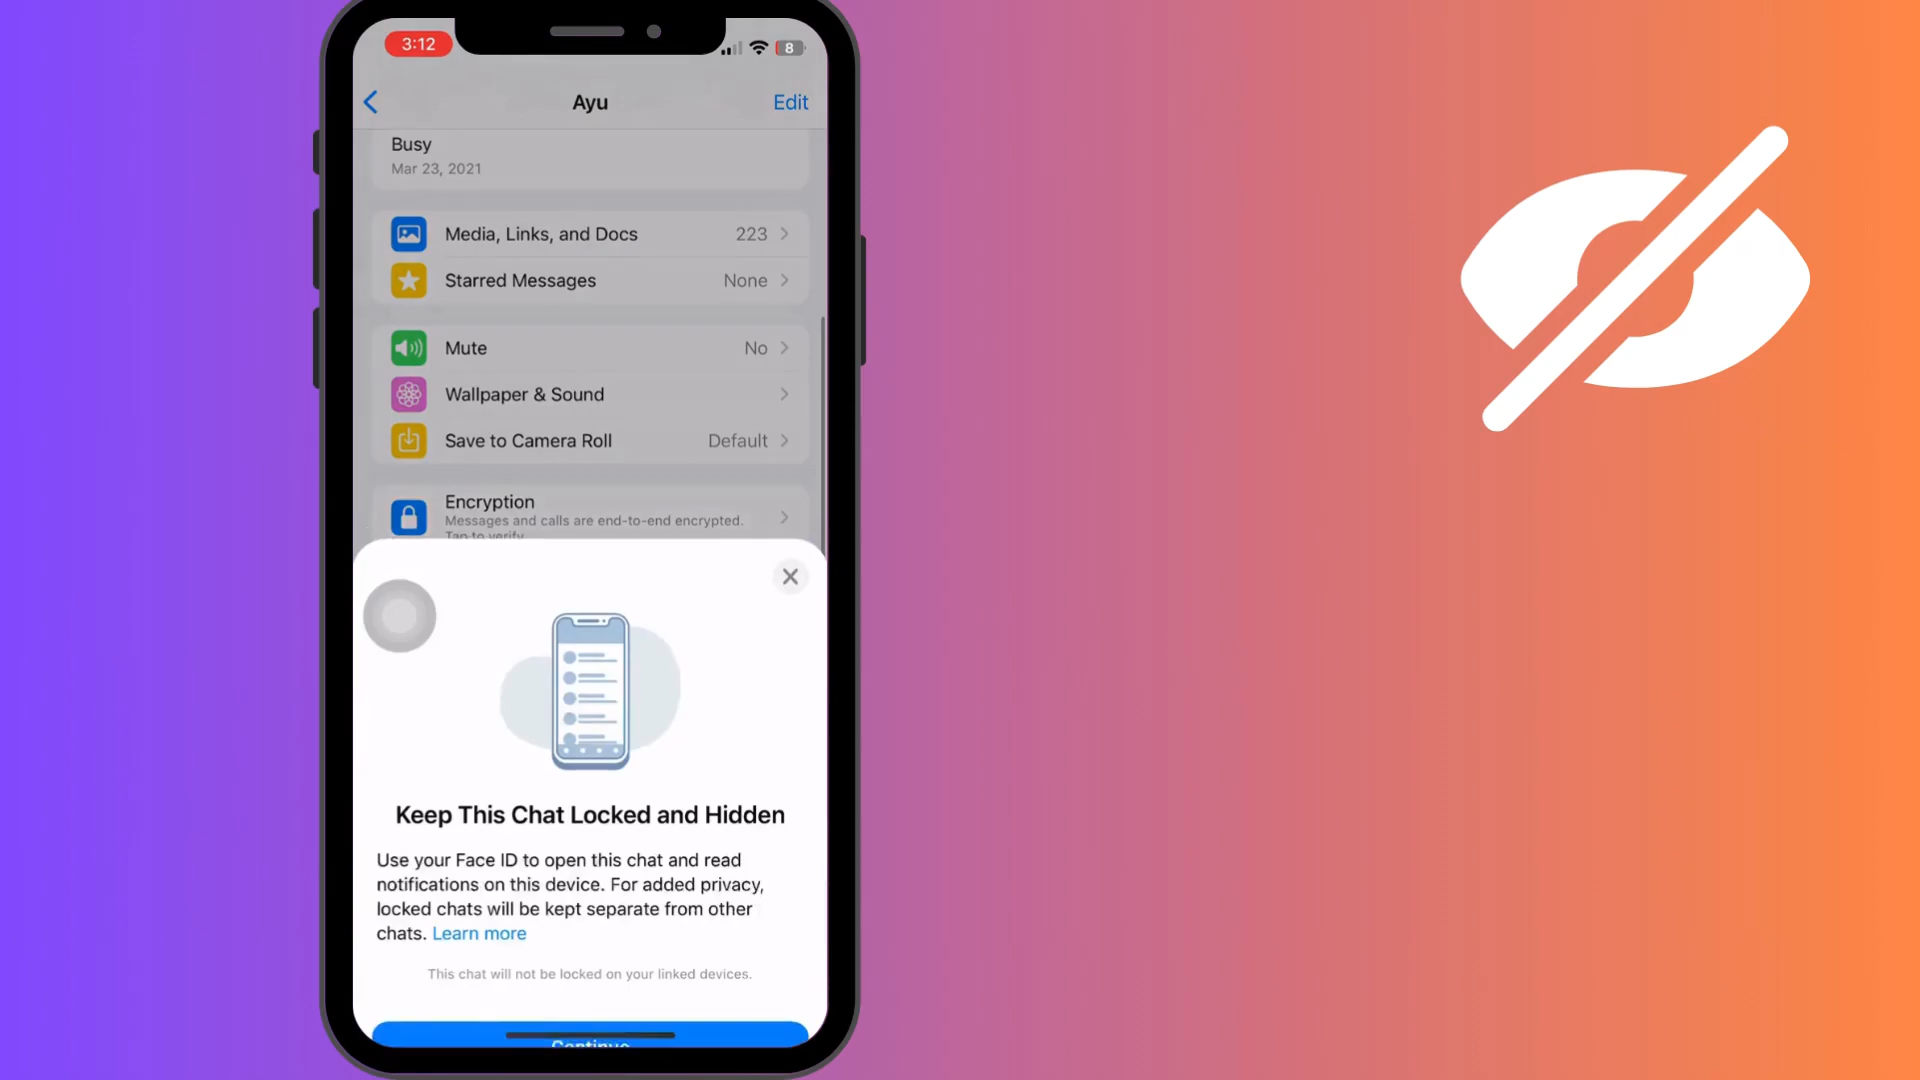 3:12
8
Ayu
Edit
Busy
Mar 23, 2021
Media, Links, and Docs 223
Starred Messages None
Mute No
Wallpaper & Sound
Save to Camera Roll Default
Encryption
Messages and calls are end-to-end encrypted.
Tap to verify.
Keep This Chat Locked and Hidden
Use your Face ID to open this chat and read
notifications on this device. For added privacy,
locked chats will be kept separate from other
chats. Learn more
This chat will not be locked on your linked devices.
Continue